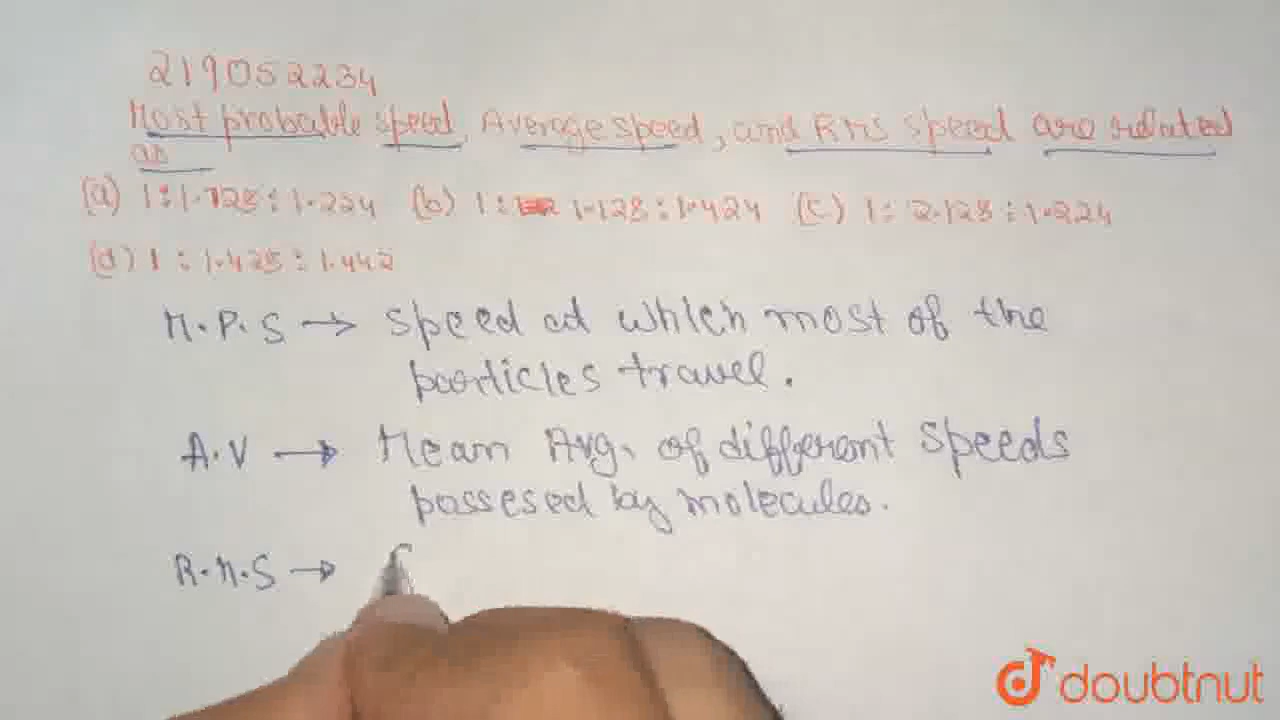 219052234
Most probable speed, Average speed, and RMS speed are related
as
(a) 1:1.128:1.224 (b) 1: 1.128:1.424 (c) 1:2.128:1.224
(d) 1:1.428:1.442
M.P.S → Speed at which most of the
particles travel.
A.V → Mean Avg. of different speeds
possesed by molecules.
R.M.S →
doubtnut